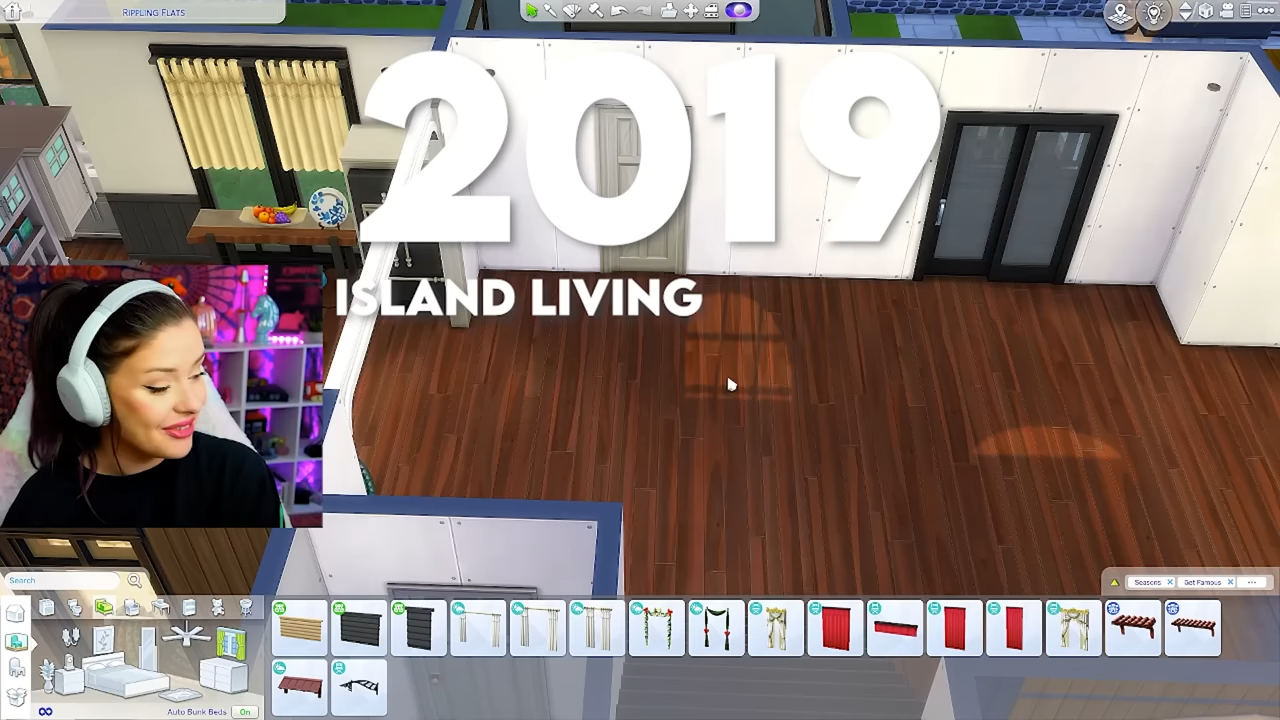 RIPPLING FLATS
2019
ISLAND LIVING
Search
Seasons X
Get Famous X
...
Auto Bunk Beds On